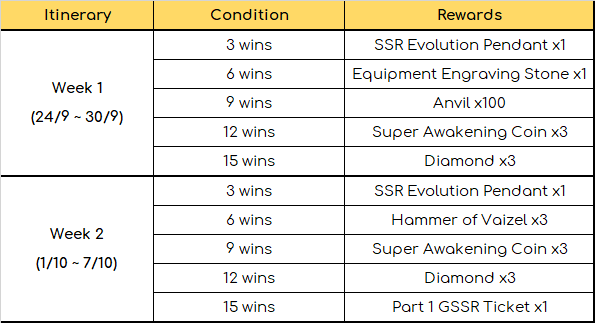 Itinerary Condition Rewards
Week 1
(24/9 ~ 30/9)
3 wins SSR Evolution Pendant x1
6 wins Equipment Engraving Stone x1
9 wins Anvil x100
12 wins Super Awakening Coin x3
15 wins Diamond x3
Week 2
(1/10 ~ 7/10)
3 wins SSR Evolution Pendant x1
6 wins Hammer of Vaizel x3
9 wins Super Awakening Coin x3
12 wins Diamond x3
15 wins Part 1 GSSR Ticket x1